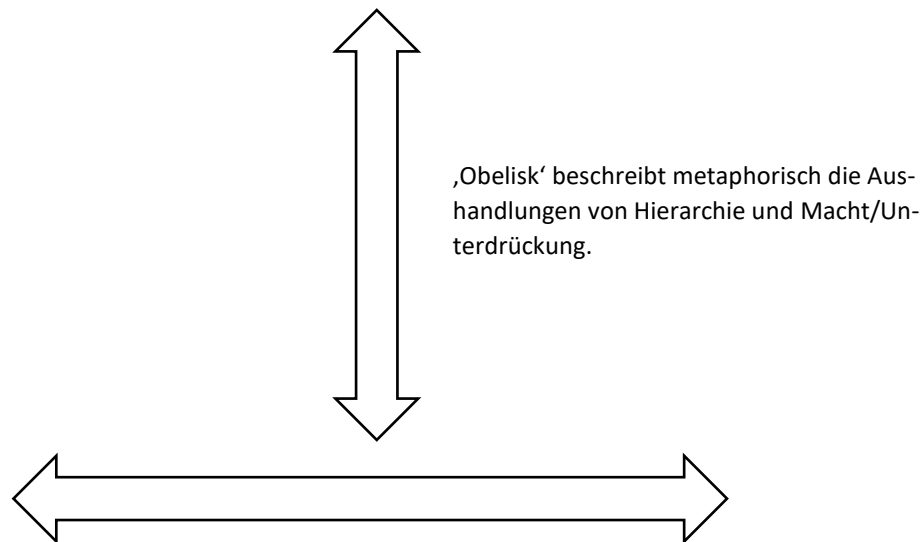 ‚Obelisk‘ beschreibt metaphorisch die Aus-
handlungen von Hierarchie und Macht/Un-
terdrückung.